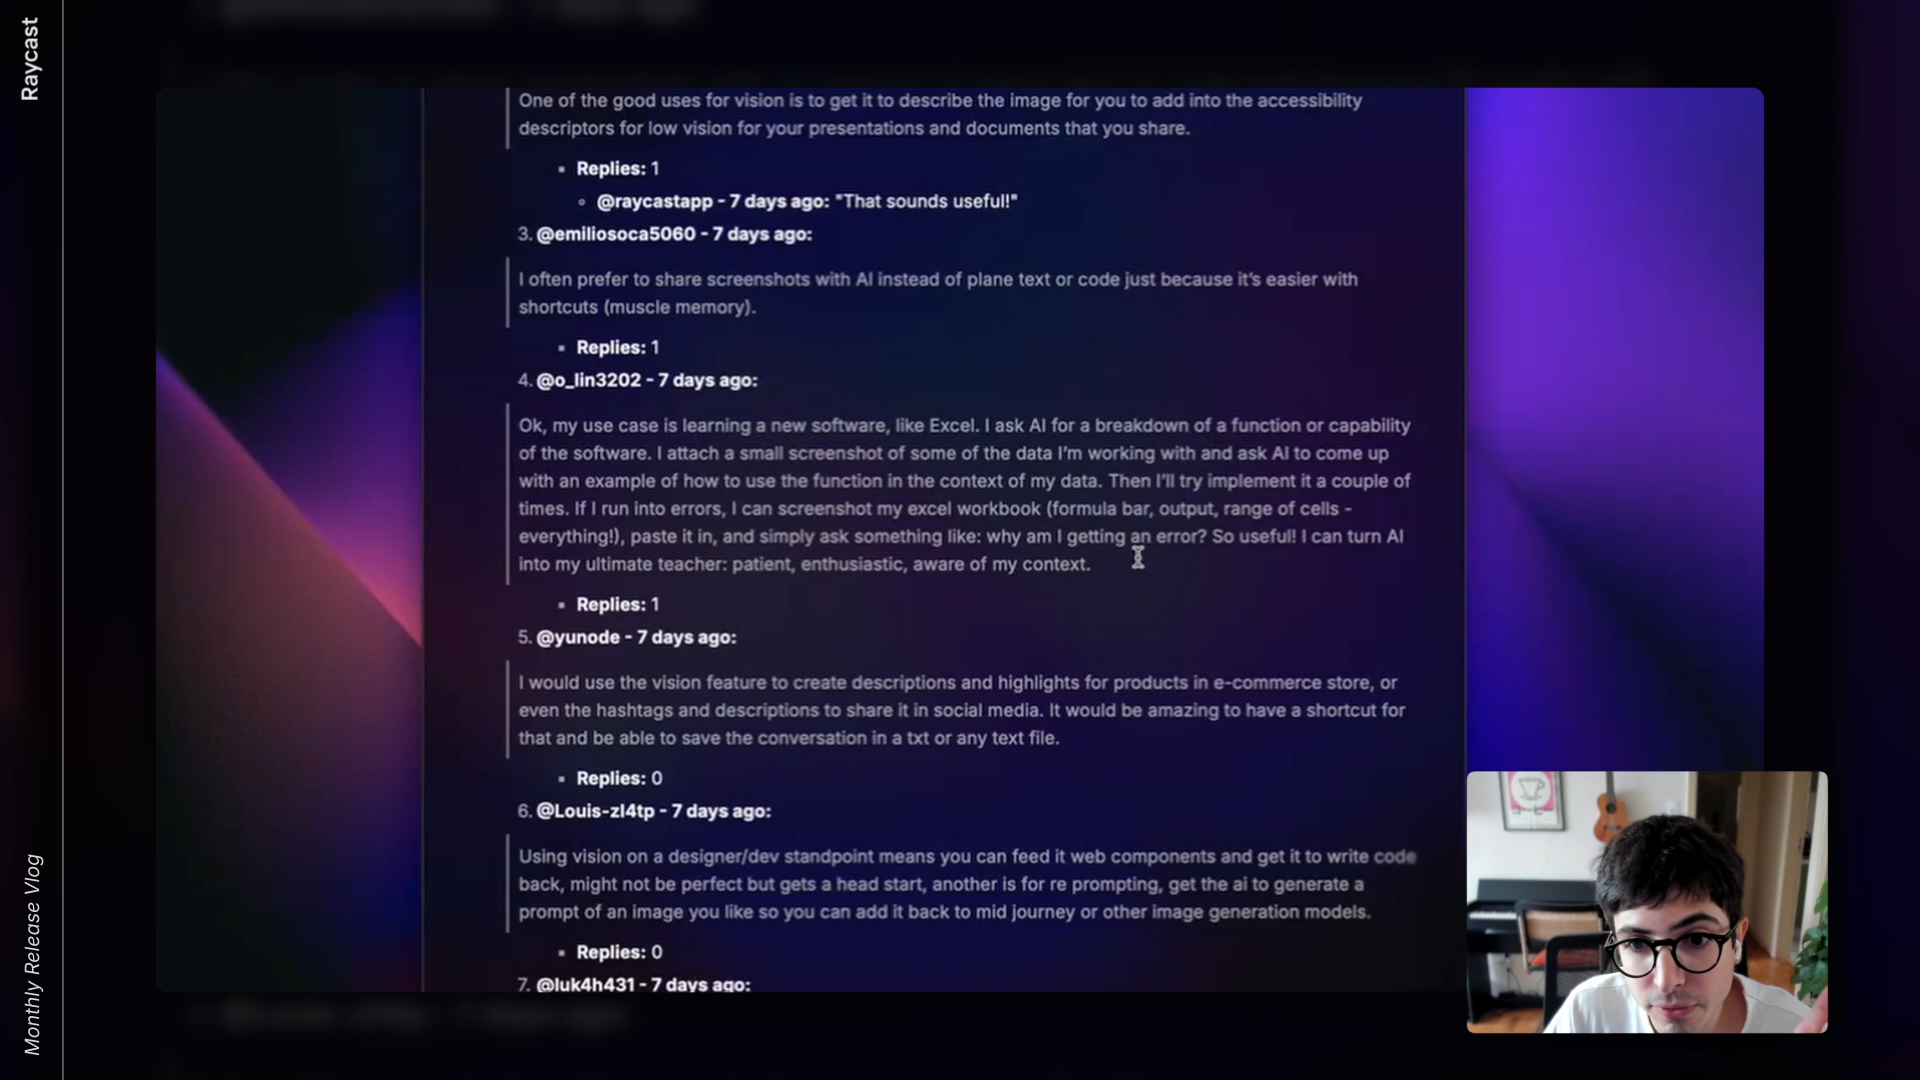 Raycast
Monthly Release Vlog
One of the good uses for vision is to get it to describe the image for you to add into the accessibility
descriptors for low vision for your presentations and documents that you share.
▪ Replies: 1
◦ @raycastapp - 7 days ago: "That sounds useful!"
3. @emiliosoca5060 - 7 days ago:
I often prefer to share screenshots with AI instead of plane text or code just because it's easier with
shortcuts (muscle memory).
▪ Replies: 1
4. @o_lin3202 - 7 days ago:
Ok, my use case is learning a new software, like Excel. I ask AI for a breakdown of a function or capability
of the software. I attach a small screenshot of some of the data I'm working with and ask AI to come up
with an example of how to use the function in the context of my data. Then I'll try implement it a couple of
times. If I run into errors, I can screenshot my excel workbook (formula bar, output, range of cells -
everything!), paste it in, and simply ask something like: why am I getting an error? So useful! I can turn AI
into my ultimate teacher: patient, enthusiastic, aware of my context.
▪ Replies: 1
5. @yunode - 7 days ago:
I would use the vision feature to create descriptions and highlights for products in e-commerce store, or
even the hashtags and descriptions to share it in social media. It would be amazing to have a shortcut for
that and be able to save the conversation in a txt or any text file.
▪ Replies: 0
6. @Louis-zl4tp - 7 days ago:
Using vision on a designer/dev standpoint means you can feed it web components and get it to write code
back, might not be perfect but gets a head start, another is for re prompting, get the ai to generate a
prompt of an image you like so you can add it back to mid journey or other image generation models.
▪ Replies: 0
7. @luk4h431 - 7 days ago: